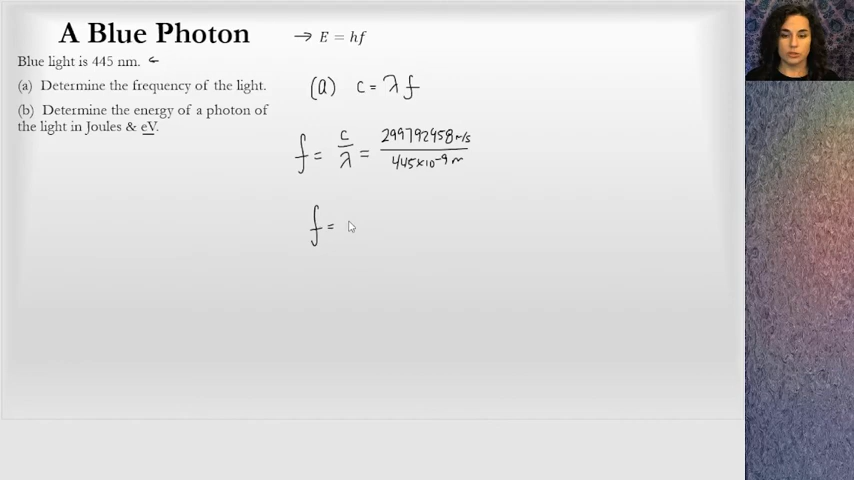 A Blue Photon
→ E = hf
Blue light is 445 nm.
(a) Determine the frequency of the light.
(b) Determine the energy of a photon of
the light in Joules & eV.
(a) c = λf
f = c/λ = 299792458 m/s / 445×10⁻⁹ m
f =